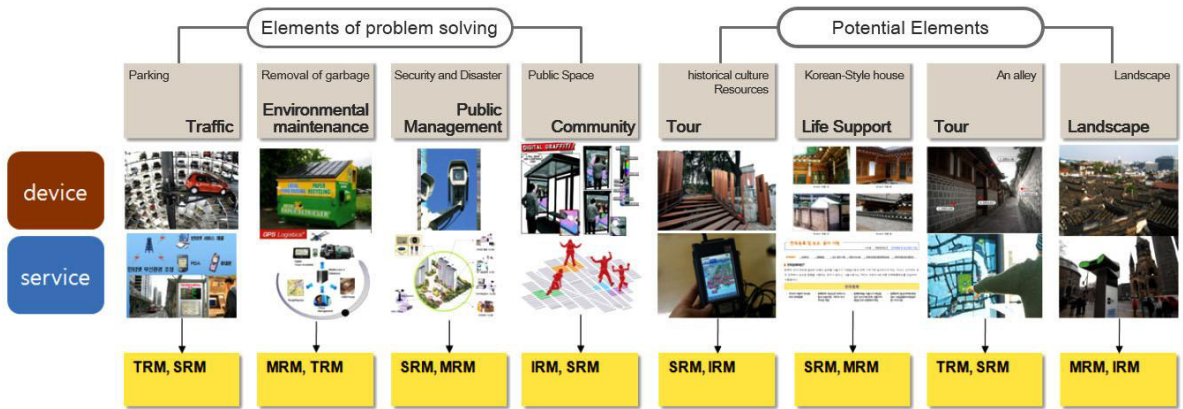 Elements of problem solving
Potential Elements
Parking
Traffic
Removal of garbage
Environmental
maintenance
Security and Disaster
Public
Management
Public Space
Community
historical culture
Resources
Tour
Korean-Style house
Life Support
An alley
Tour
Landscape
Landscape
device
service
DIGITAL GRAFFITI
GPS Logistics
PDA
TRM, SRM
MRM, TRM
SRM, MRM
IRM, SRM
SRM, IRM
SRM, MRM
TRM, SRM
MRM, IRM